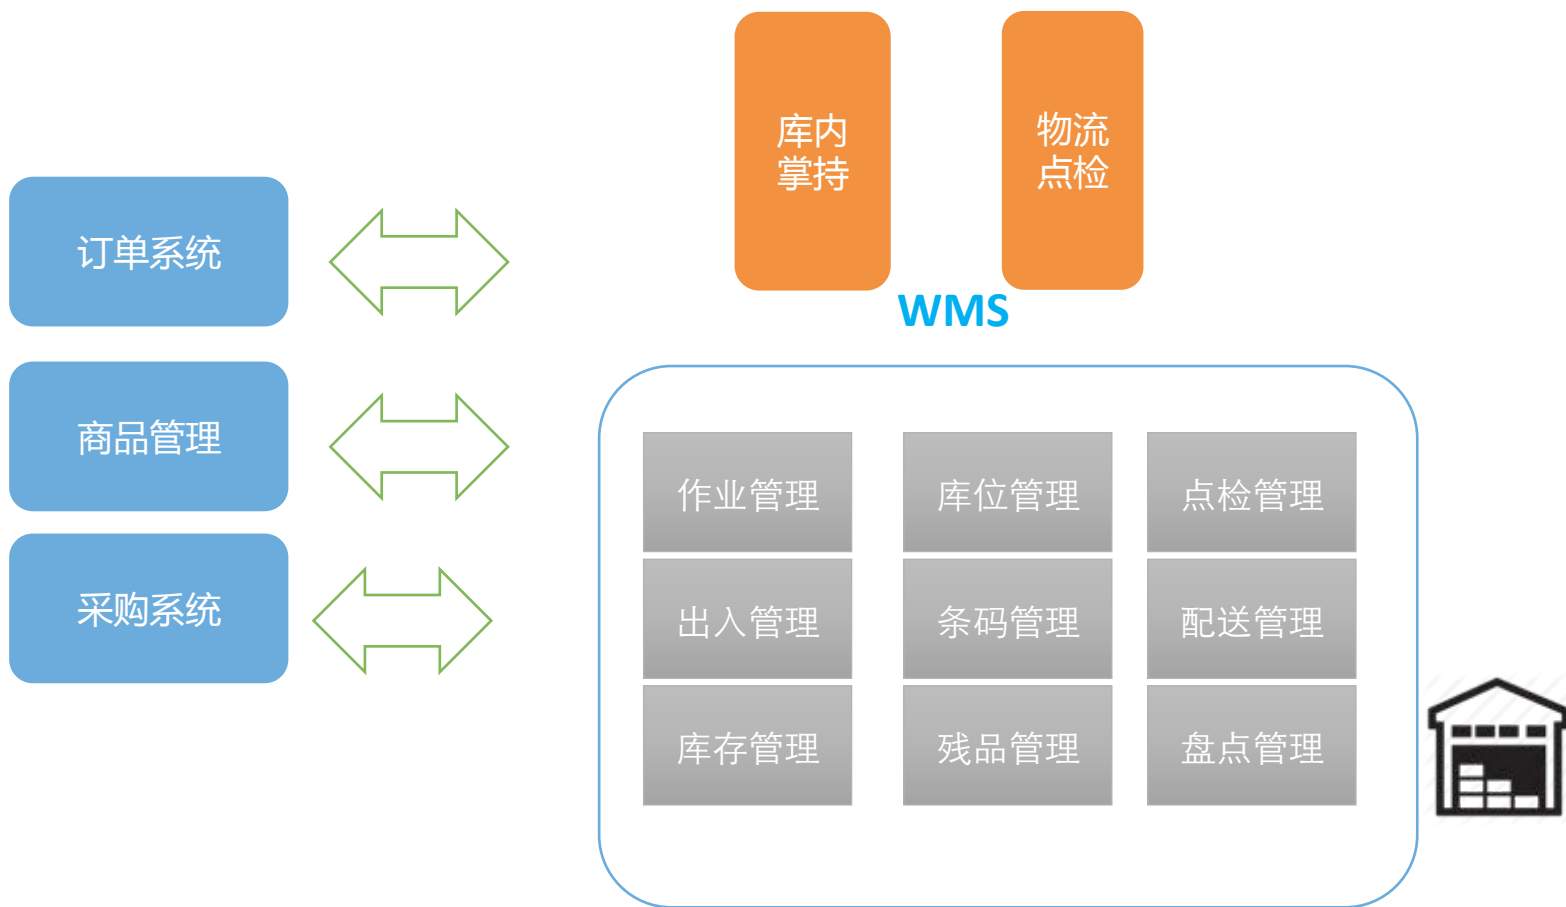 库内
掌持
物流
点检
订单系统
WMS
商品管理
作业管理
库位管理
点检管理
采购系统
出入管理
条码管理
配送管理
库存管理
残品管理
盘点管理